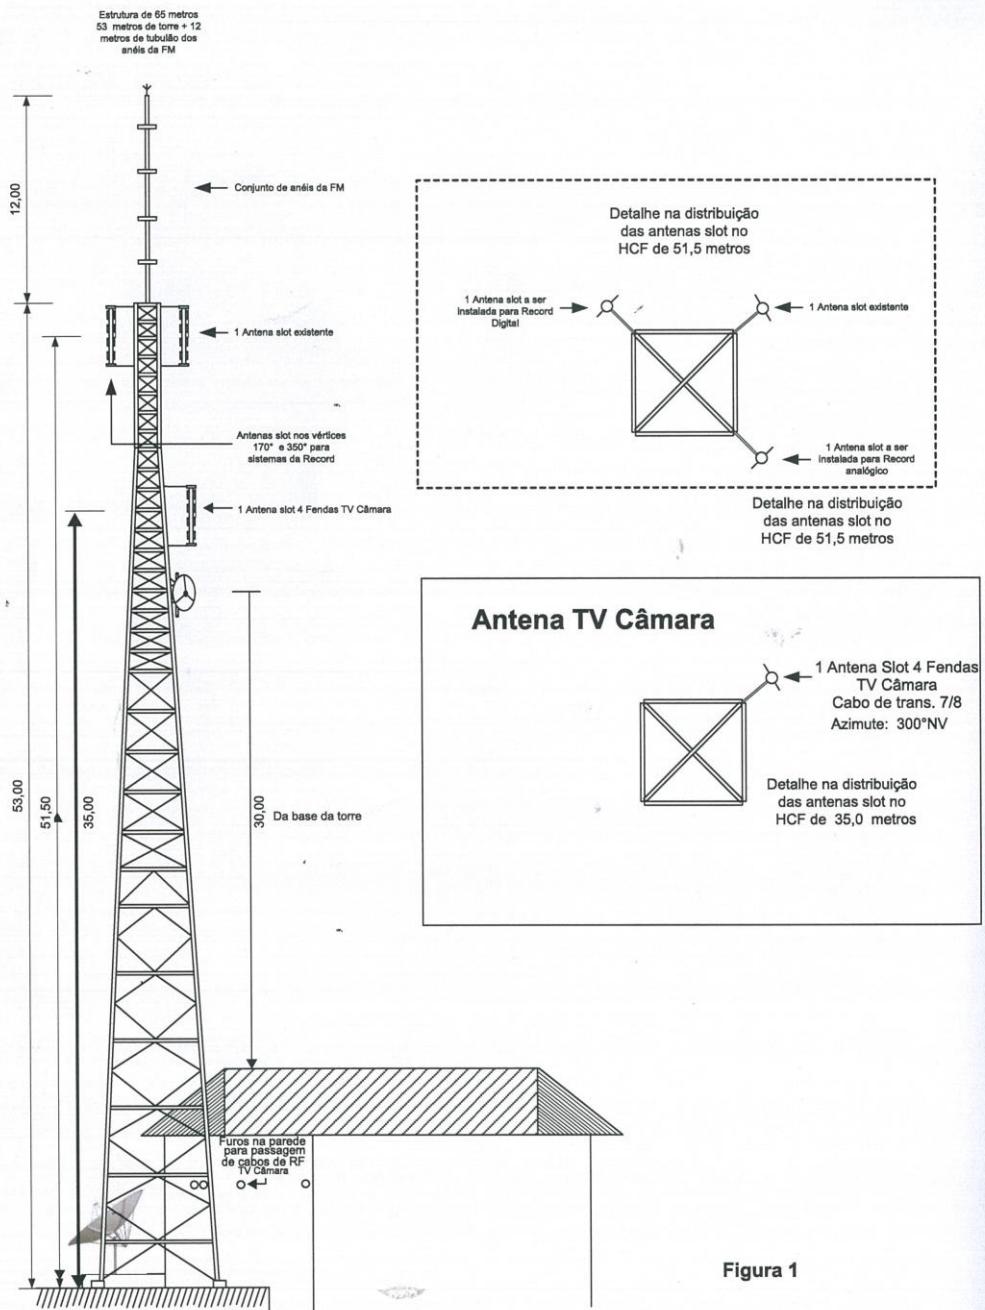 Estrutura de 65 metros
53 metros de torre + 12
metros de tubulão dos
anéis da FM
12,00
Conjunto de anéis da FM
1 Antena slot existente
Antenas slot nos vértices
170° e 350° para
sistemas da Record
1 Antena slot 4 Fendas TV Câmara
53,00
51,50
35,00
30,00
Da base da torre
Furos na parede
para passagem
de cabos de RF
TV Câmara
Detalhe na distribuição
das antenas slot no
HCF de 51,5 metros
1 Antena slot a ser
Instalada para Record
Digital
1 Antena slot existente
1 Antena slot a ser
Instalada para Record
analógico
Detalhe na distribuição
das antenas slot no
HCF de 51,5 metros
Antena TV Câmara
1 Antena Slot 4 Fendas
TV Câmara
Cabo de trans. 7/8
Azimute: 300°NV
Detalhe na distribuição
das antenas slot no
HCF de 35,0 metros
Figura 1